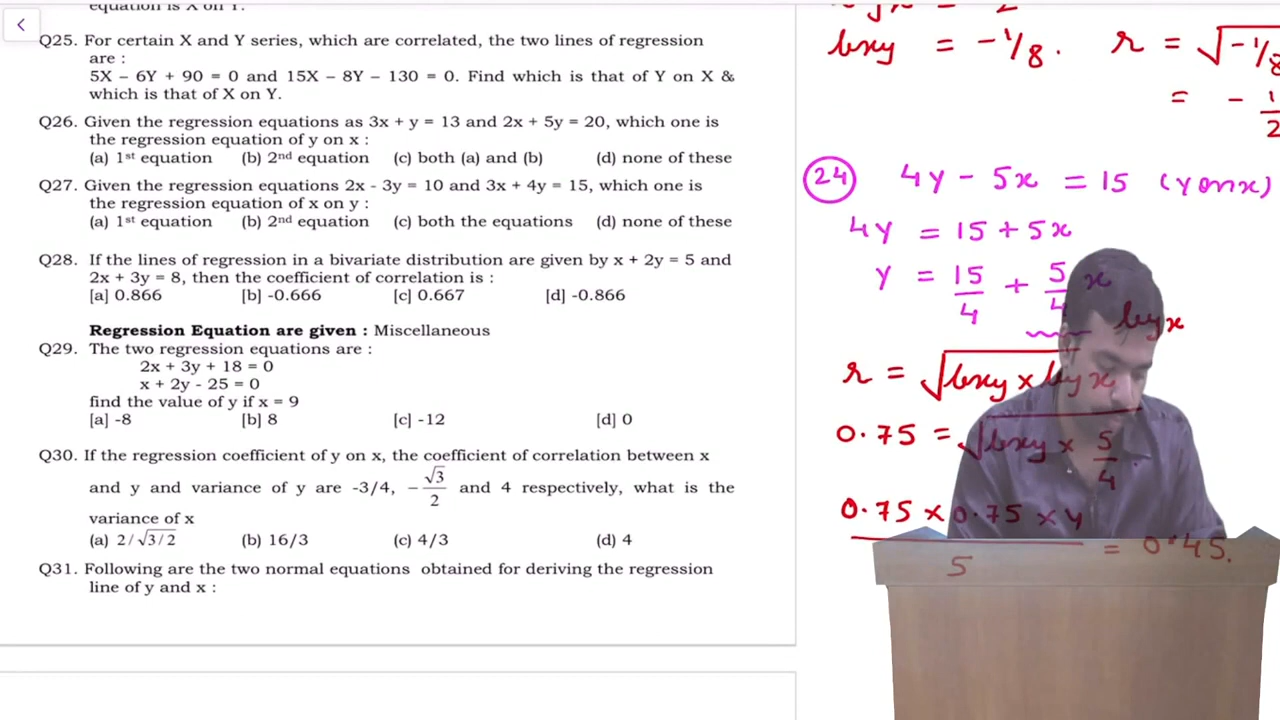 equation is X on Y.
Q25. For certain X and Y series, which are correlated, the two lines of regression
are :
5X – 6Y + 90 = 0 and 15X – 8Y – 130 = 0. Find which is that of Y on X &
which is that of X on Y.
Q26. Given the regression equations as 3x + y = 13 and 2x + 5y = 20, which one is
the regression equation of y on x :
(a) 1st equation (b) 2nd equation (c) both (a) and (b) (d) none of these
Q27. Given the regression equations 2x - 3y = 10 and 3x + 4y = 15, which one is
the regression equation of x on y :
(a) 1st equation (b) 2nd equation (c) both the equations (d) none of these
Q28. If the lines of regression in a bivariate distribution are given by x + 2y = 5 and
2x + 3y = 8, then the coefficient of correlation is :
[a] 0.866 [b] -0.666 [c] 0.667 [d] -0.866
Regression Equation are given : Miscellaneous
Q29. The two regression equations are :
2x + 3y + 18 = 0
x + 2y - 25 = 0
find the value of y if x = 9
[a] -8 [b] 8 [c] -12 [d] 0
Q30. If the regression coefficient of y on x, the coefficient of correlation between x
and y and variance of y are -3/4, –√3/2 and 4 respectively, what is the
variance of x
(a) 2/√3/2 (b) 16/3 (c) 4/3 (d) 4
Q31. Following are the two normal equations obtained for deriving the regression
line of y and x :
bxy = -1/8. r = √-1/8
= - 1/2
24 4y - 5x = 15 (y on x)
4y = 15 + 5x
y = 15/4 + 5/4 x
byx
r = √bxy x byx
0.75 = √bxy x 5/4
0.75 x 0.75 x 4
5 = 0.45.